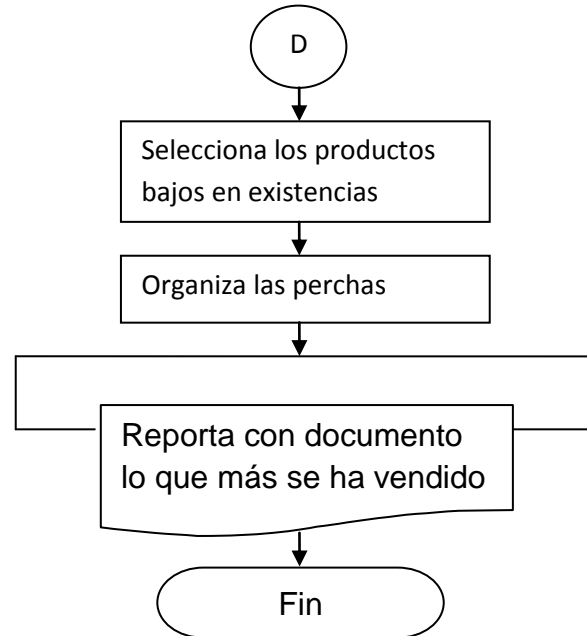 D
Selecciona los productos
bajos en existencias
Organiza las perchas
Reporta con documento
lo que más se ha vendido
Fin